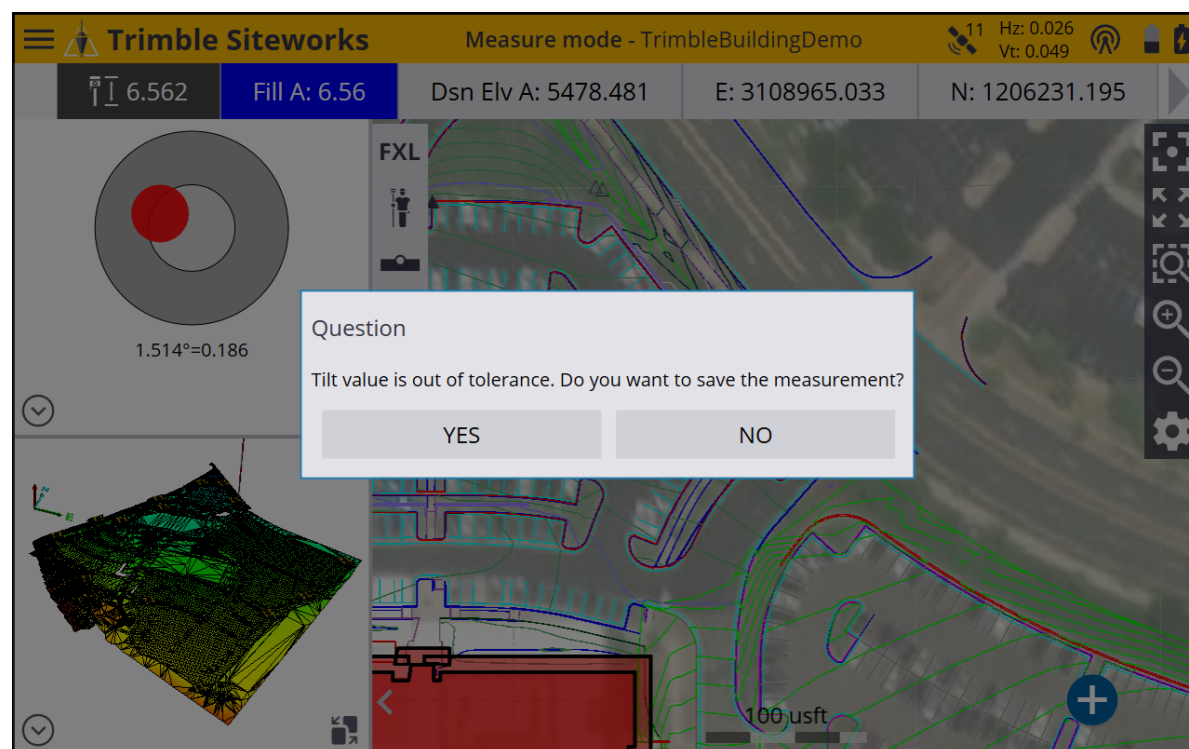 Trimble Siteworks
Measure mode - TrimbleBuildingDemo
11
Hz: 0.026
Vt: 0.049
6.562
Fill A: 6.56
Dsn Elv A: 5478.481
E: 3108965.033
N: 1206231.195
FXL
1.514°=0.186
Question
Tilt value is out of tolerance. Do you want to save the measurement?
YES
NO
Z
N
E
100 usft